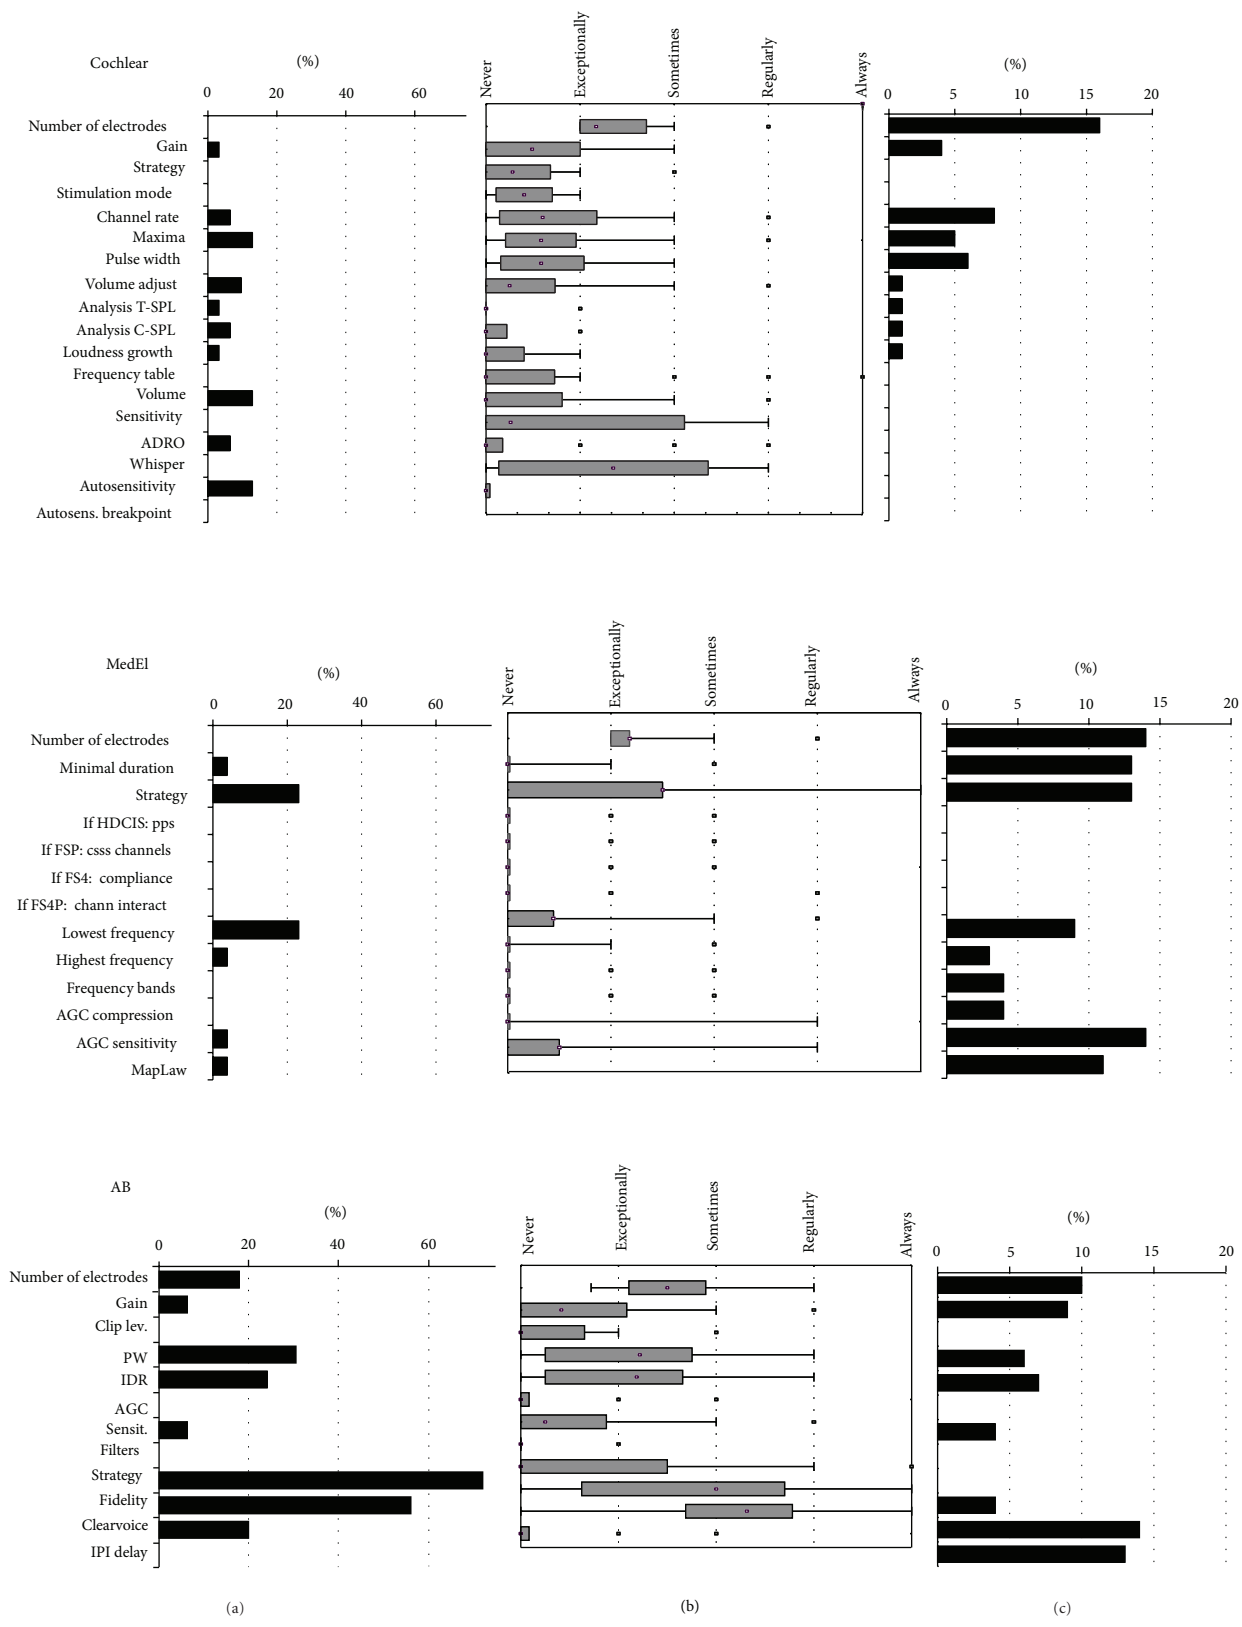 Cochlear
(%)
0 20 40 60
Never
Exceptionally
Sometimes
Regularly
Always
(%)
0 5 10 15 20
Number of electrodes
Gain
Strategy
Stimulation mode
Channel rate
Maxima
Pulse width
Volume adjust
Analysis T-SPL
Analysis C-SPL
Loudness growth
Frequency table
Volume
Sensitivity
ADRO
Whisper
Autosensitivity
Autosens. breakpoint
MedEl
(%)
0 20 40 60
Never
Exceptionally
Sometimes
Regularly
Always
(%)
0 5 10 15 20
Number of electrodes
Minimal duration
Strategy
If HDCIS: pps
If FSP: csss channels
If FS4: compliance
If FS4P: chann interact
Lowest frequency
Highest frequency
Frequency bands
AGC compression
AGC sensitivity
MapLaw
AB
(%)
0 20 40 60
Never
Exceptionally
Sometimes
Regularly
Always
(%)
0 5 10 15 20
Number of electrodes
Gain
Clip lev.
PW
IDR
AGC
Sensit.
Filters
Strategy
Fidelity
Clearvoice
IPI delay
(a)
(b)
(c)